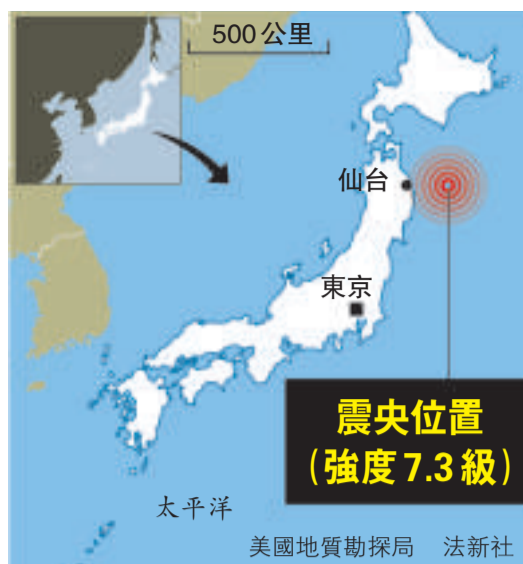 500公里
仙台
東京
震央位置
(強度7.3級)
太平洋
美國地質勘探局 法新社